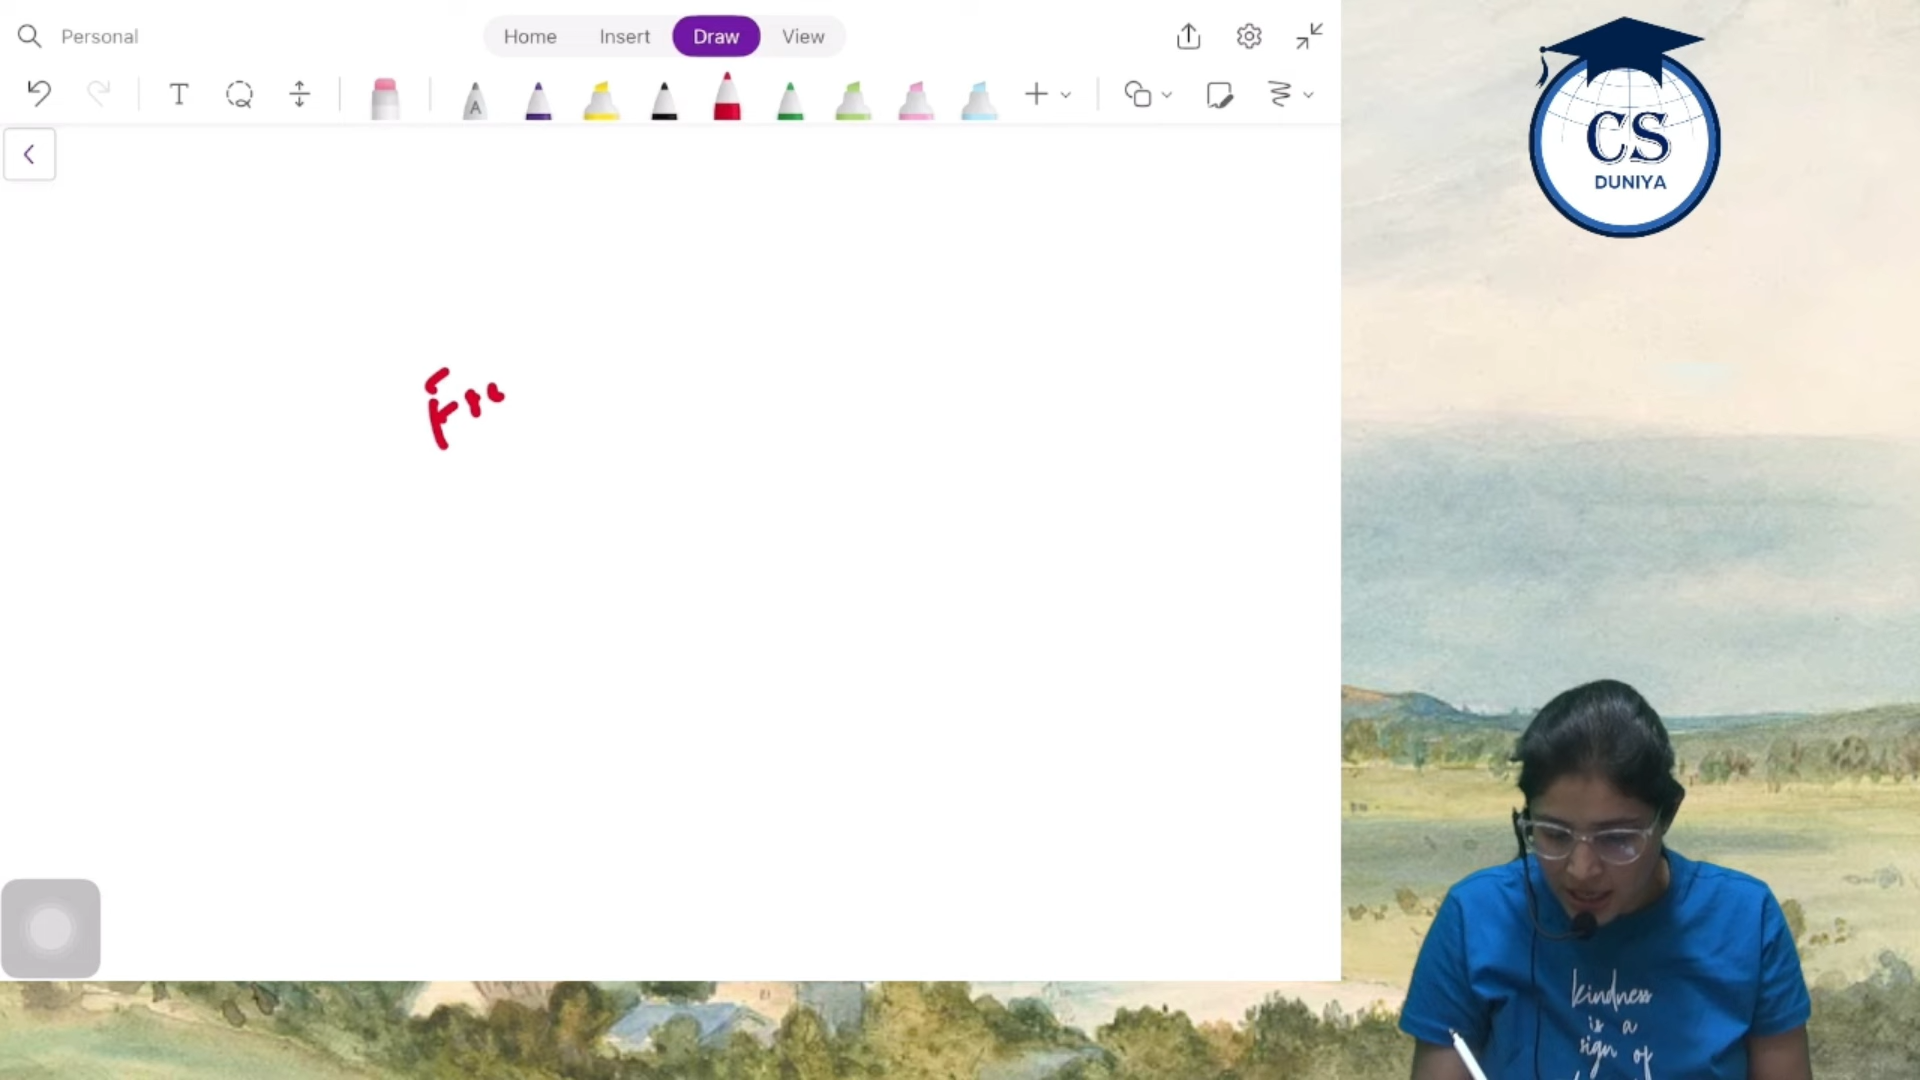 Personal
Home Insert Draw View
T
A
CS
DUNIYA
kindness
is a
sign of